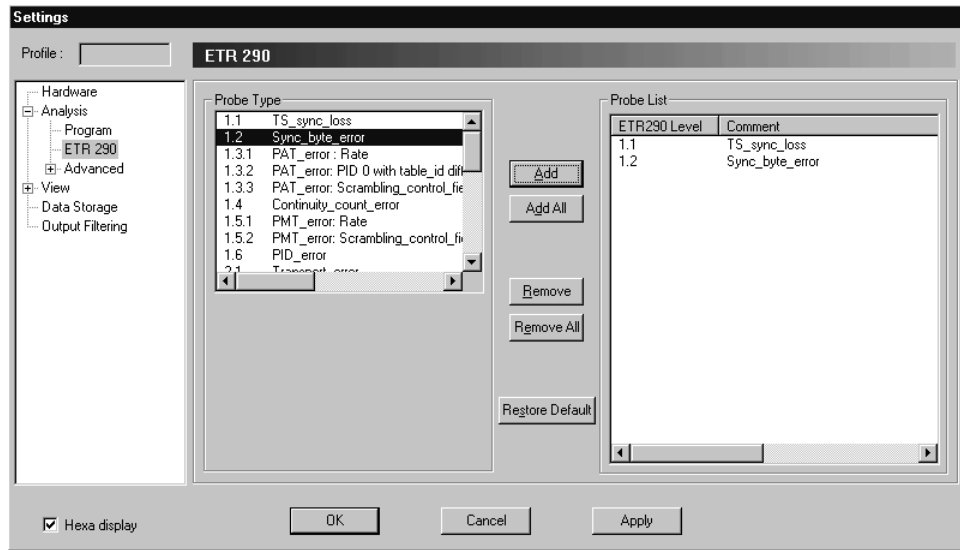 Settings
Profile :
ETR 290
Hardware
Analysis
Program
ETR 290
Advanced
View
Data Storage
Output Filtering
Probe Type
1.1 TS_sync_loss
1.2 Sync_byte_error
1.3.1 PAT_error : Rate
1.3.2 PAT_error: PID 0 with table_id diff
1.3.3 PAT_error: Scrambling_control_fie
1.4 Continuity_count_error
1.5.1 PMT_error: Rate
1.5.2 PMT_error: Scrambling_control_fi
1.6 PID_error
2.1 Transport_error
Add
Add All
Remove
Remove All
Restore Default
Probe List
ETR290 Level Comment
1.1 TS_sync_loss
1.2 Sync_byte_error
Hexa display
OK
Cancel
Apply